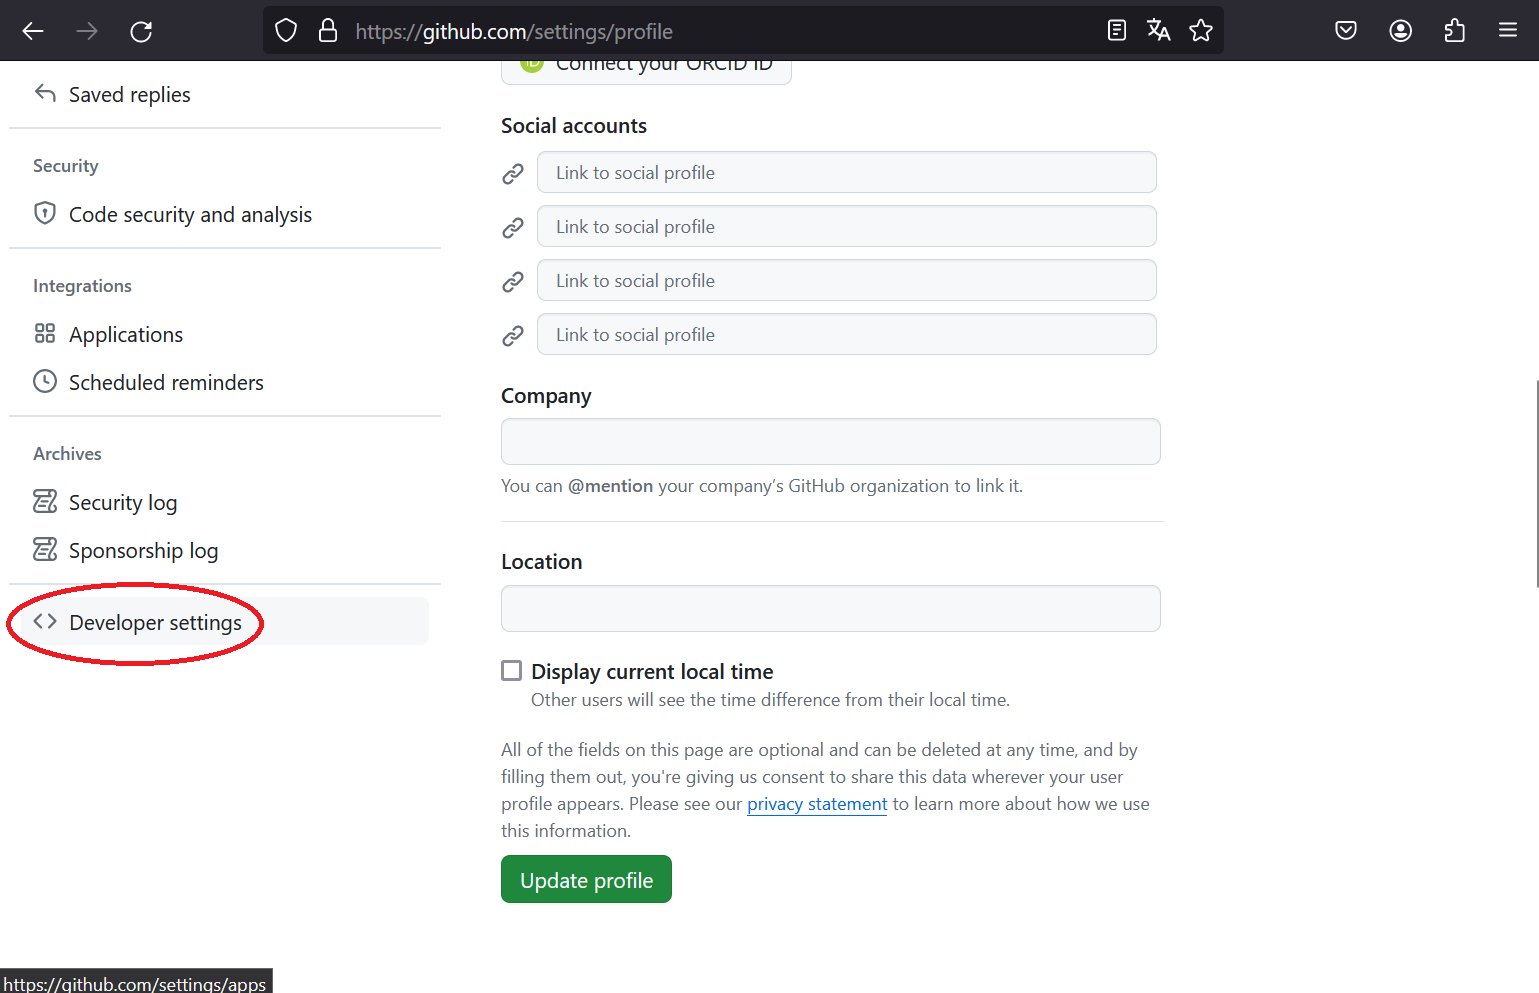 https://github.com/settings/profile
Saved replies
Security
Code security and analysis
Integrations
Applications
Scheduled reminders
Archives
Security log
Sponsorship log
Developer settings
iD Connect your ORCID iD
Social accounts
Link to social profile
Link to social profile
Link to social profile
Link to social profile
Company
You can @mention your company’s GitHub organization to link it.
Location
Display current local time
Other users will see the time difference from their local time.
All of the fields on this page are optional and can be deleted at any time, and by
filling them out, you're giving us consent to share this data wherever your user
profile appears. Please see our privacy statement to learn more about how we use
this information.
Update profile
https://github.com/settings/apps